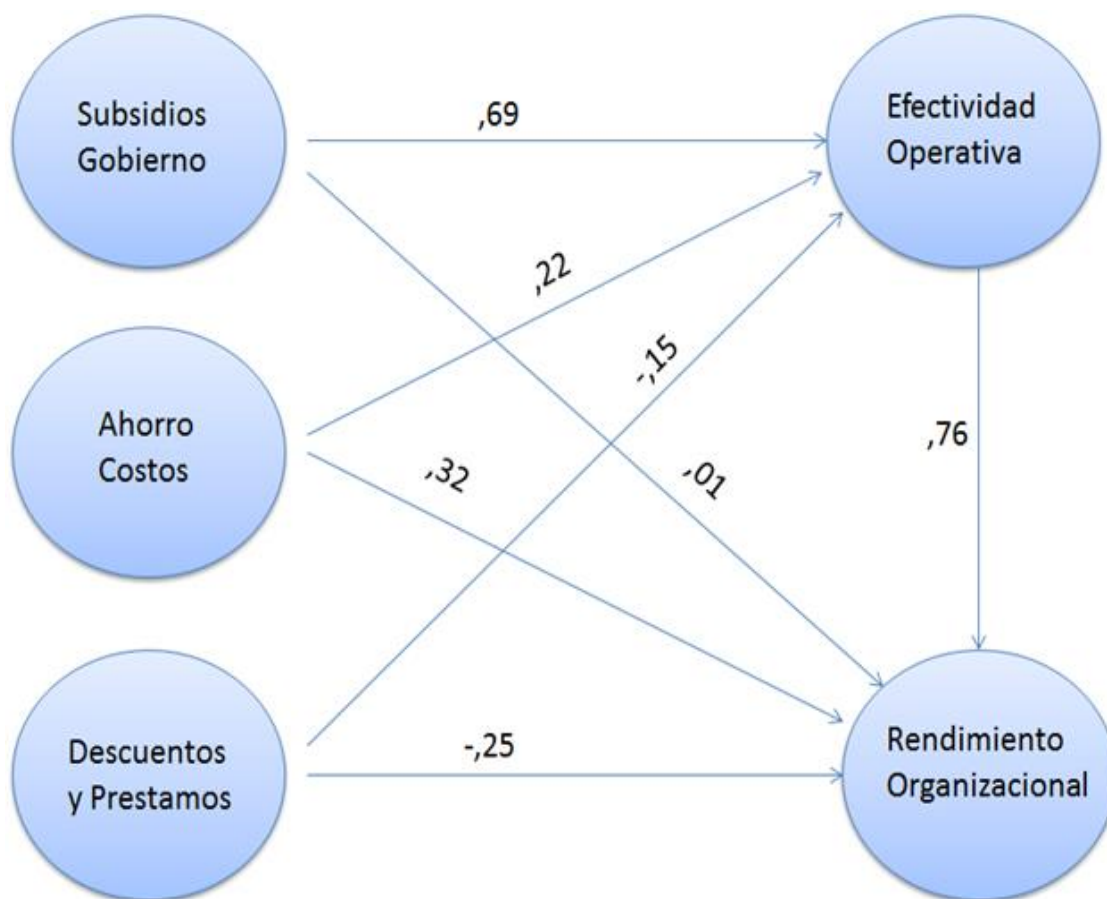 Subsidios
Gobierno
,69
Efectividad
Operativa
,22
-,15
Ahorro
Costos
,32
,01
,76
Descuentos
y Prestamos
-,25
Rendimiento
Organizacional